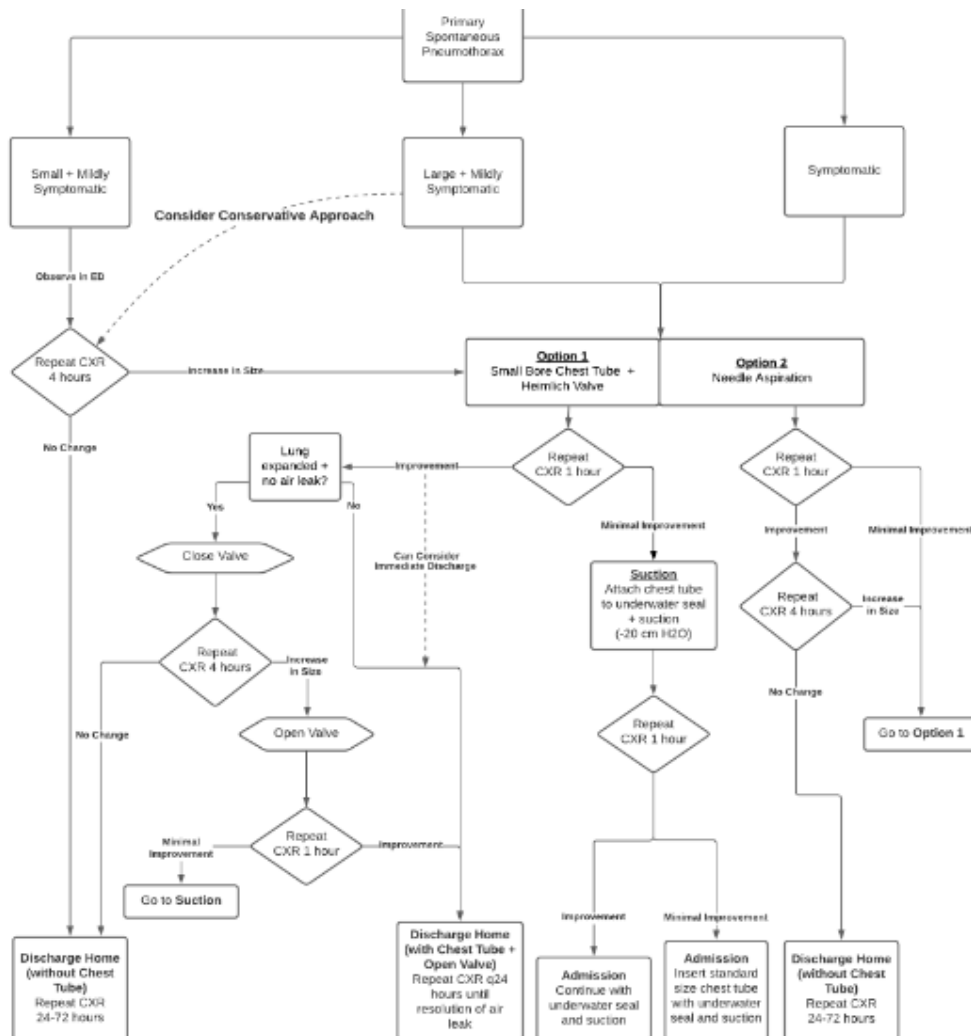 Primary
Spontaneous
Pneumothorax
Small + Mildly
Symptomatic
Large + Mildly
Symptomatic
Symptomatic
Consider Conservative Approach
Observe in ED
Repeat CXR
4 hours
Increase in Size
Option 1
Small Bore Chest Tube +
Heimlich Valve
Option 2
Needle Aspiration
No Change
Lung
expanded +
no air leak?
Improvement
Repeat
CXR 1 hour
Repeat
CXR 1 hour
Yes
No
Minimal Improvement
Improvement
Minimal Improvement
Close Valve
Can Consider
Immediate Discharge
Suction
Attach chest tube
to underwater seal
+ suction
(-20 cm H2O)
Repeat
CXR 4 hours
Increase
in Size
Repeat
CXR 4 hours
Increase
in Size
No Change
No Change
Open Valve
Repeat
CXR 1 hour
Go to Option 1
Repeat
CXR 1 hour
Minimal
Improvement
Improvement
Go to Suction
Improvement
Minimal Improvement
Discharge Home
(without Chest
Tube)
Repeat CXR
24-72 hours
Discharge Home
(with Chest Tube +
Open Valve)
Repeat CXR q24
hours until
resolution of air
leak
Admission
Continue with
underwater seal
and suction
Admission
Insert standard
size chest tube
with underwater
seal and suction
Discharge Home
(without Chest
Tube)
Repeat CXR
24-72 hours